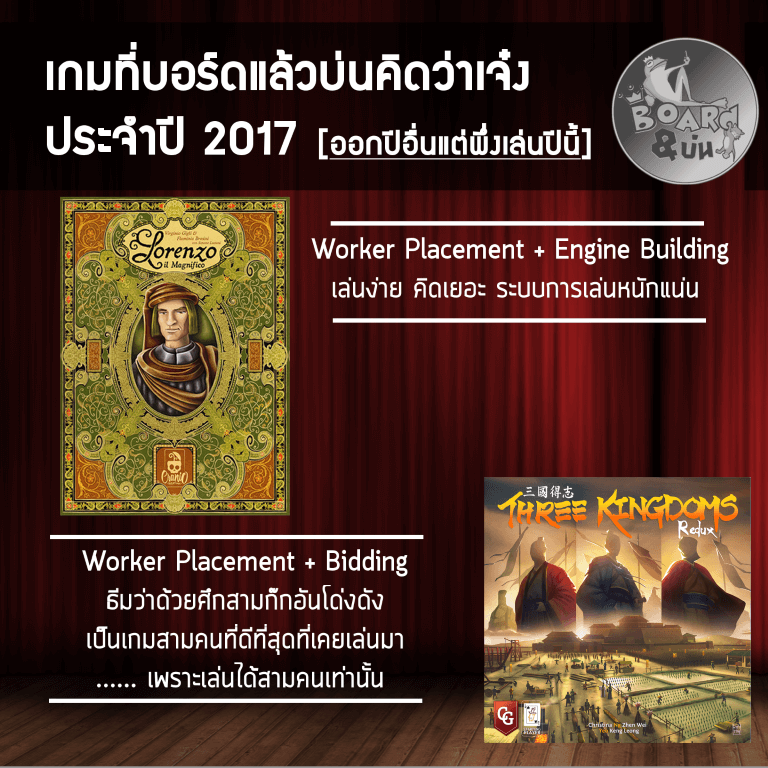 เกมที่บอร์ดแล้วบ่นคิดว่าเจ๋ง
ประจำปี 2017 [ออกปีอื่นแต่พึ่งเล่นปีนี้]
BOARD
& บ่น
Lorenzo
il Magnifico
Cranio
Worker Placement + Engine Building
เล่นง่าย คิดเยอะ ระบบการเล่นหนักแน่น
三國得志
THREE KINGDOMS
Redux
CG
Christina Ng Zhen Wei
Yeo Keng Leong
Worker Placement + Bidding
ธีมว่าด้วยศึกสามก๊กอันโด่งดัง
เป็นเกมสามคนที่ดีที่สุดที่เคยเล่นมา
...... เพราะเล่นได้สามคนเท่านั้น